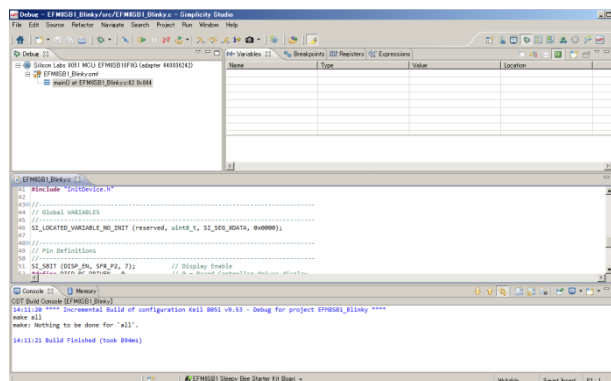 Debug - EFM8SB1_Blinky/src/EFM8SB1_Blinky.c - Simplicity Studio
File Edit Source Refactor Navigate Search Project Run Window Help
Debug
Silicon Labs 8051 MCU: EFM8SB10F8G (adapter 440036242)
EFM8SB1_Blinky.omf
main() at EFM8SB1_Blinky.c:62 0x044
Variables Breakpoints Registers Expressions
Name Type Value Location
EFM8SB1_Blinky.c
41 #include "InitDevice.h"
42
43 //-----------------------------------------------------------------------------
44 // Global VARIABLES
45 //-----------------------------------------------------------------------------
46 SI_LOCATED_VARIABLE_NO_INIT (reserved, uint8_t, SI_SEG_XDATA, 0x0000);
47
48 //-----------------------------------------------------------------------------
49 // Pin Definitions
50 //-----------------------------------------------------------------------------
51 SI_SBIT (DISP_EN, SFR_P2, 7); // Display Enable
Console Memory
CDT Build Console [EFM8SB1_Blinky]
14:11:20 **** Incremental Build of configuration Keil 8051 v9.53 - Debug for project EFM8SB1_Blinky ****
make all
make: Nothing to be done for `all'.
14:11:21 Build Finished (took 894ms)
EFM8SB1 Sleepy Bee Starter Kit Board
Writable Smart Insert